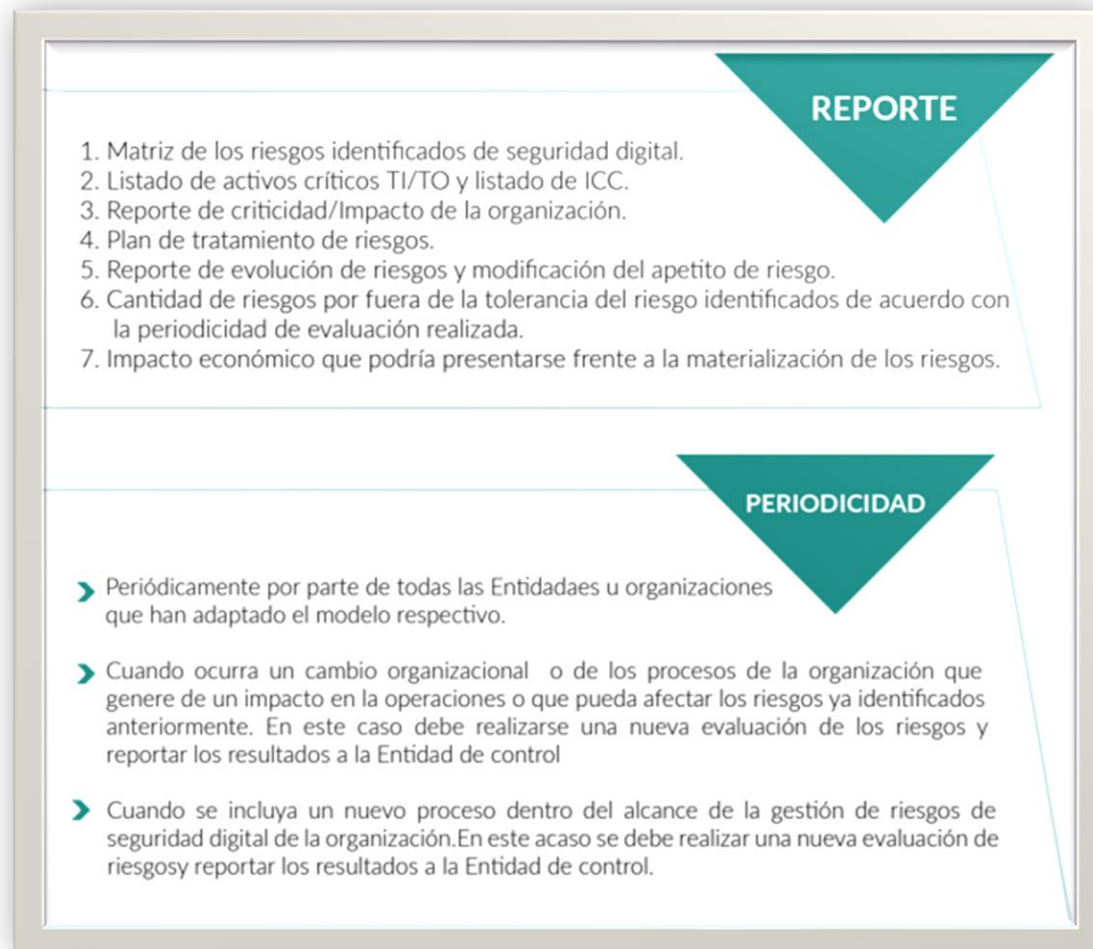 REPORTE
1. Matriz de los riesgos identificados de seguridad digital.
2. Listado de activos críticos TI/TO y listado de ICC.
3. Reporte de criticidad/Impacto de la organización.
4. Plan de tratamiento de riesgos.
5. Reporte de evolución de riesgos y modificación del apetito de riesgo.
6. Cantidad de riesgos por fuera de la tolerancia del riesgo identificados de acuerdo con
la periodicidad de evaluación realizada.
7. Impacto económico que podría presentarse frente a la materialización de los riesgos.
PERIODICIDAD
Periódicamente por parte de todas las Entidadaes u organizaciones
que han adaptado el modelo respectivo.
Cuando ocurra un cambio organizacional o de los procesos de la organización que
genere de un impacto en la operaciones o que pueda afectar los riesgos ya identificados
anteriormente. En este caso debe realizarse una nueva evaluación de los riesgos y
reportar los resultados a la Entidad de control
Cuando se incluya un nuevo proceso dentro del alcance de la gestión de riesgos de
seguridad digital de la organización.En este acaso se debe realizar una nueva evaluación de
riesgosy reportar los resultados a la Entidad de control.